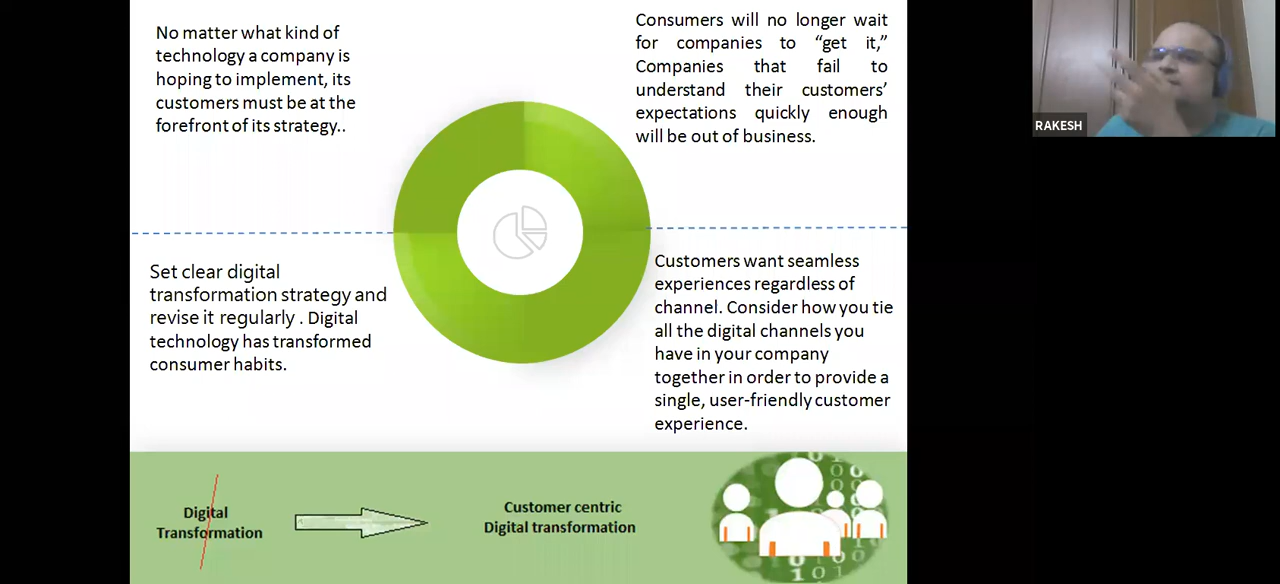 No matter what kind of
technology a company is
hoping to implement, its
customers must be at the
forefront of its strategy..
Consumers will no longer wait
for companies to “get it,”
Companies that fail to
understand their customers’
expectations quickly enough
will be out of business.
RAKESH
Set clear digital
transformation strategy and
revise it regularly . Digital
technology has transformed
consumer habits.
Customers want seamless
experiences regardless of
channel. Consider how you tie
all the digital channels you
have in your company
together in order to provide a
single, user-friendly customer
experience.
Digital
Transformation
Customer centric
Digital transformation